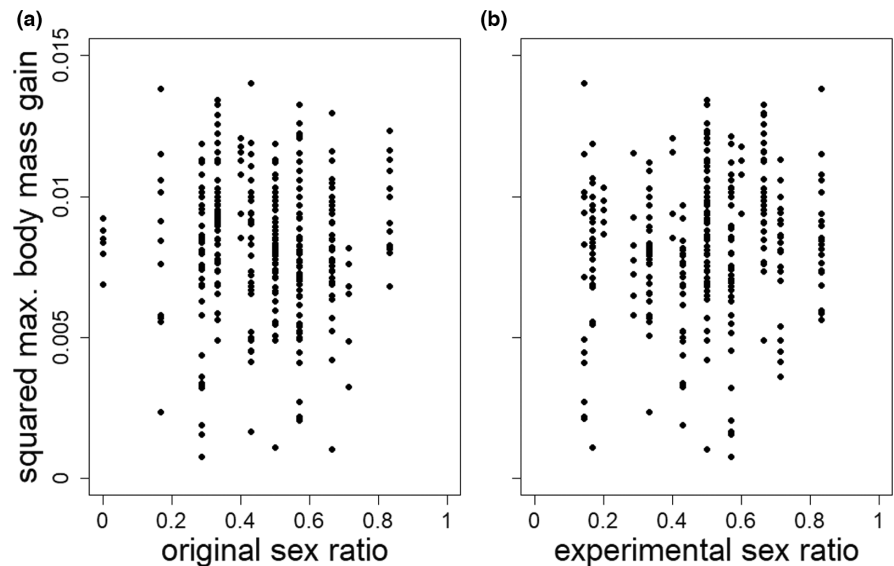 (a)
(b)
squared max. body mass gain
0.015
0.01
0.005
0
0 0.2 0.4 0.6 0.8 1
0 0.2 0.4 0.6 0.8 1
original sex ratio
experimental sex ratio